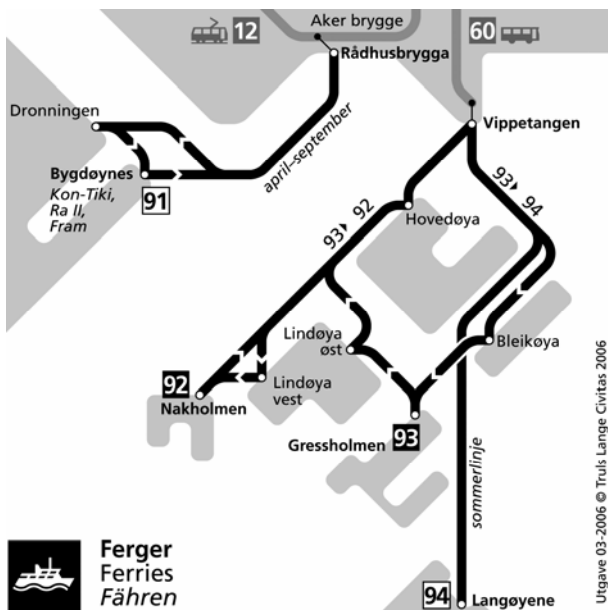 Aker brygge
12
60
Rådhusbrygga
Dronningen
Vippetangen
april–september
Bygdøynes
Kon-Tiki,
Ra II,
Fram
91
93 92
93 94
Hovedøya
Lindøya
øst
Bleikøya
92
Nakholmen
Lindøya
vest
Gressholmen
93
sommerlinje
Ferger
Ferries
Fähren
94
Langøyene
Utgave 03-2006 © Truls Lange Civitas 2006